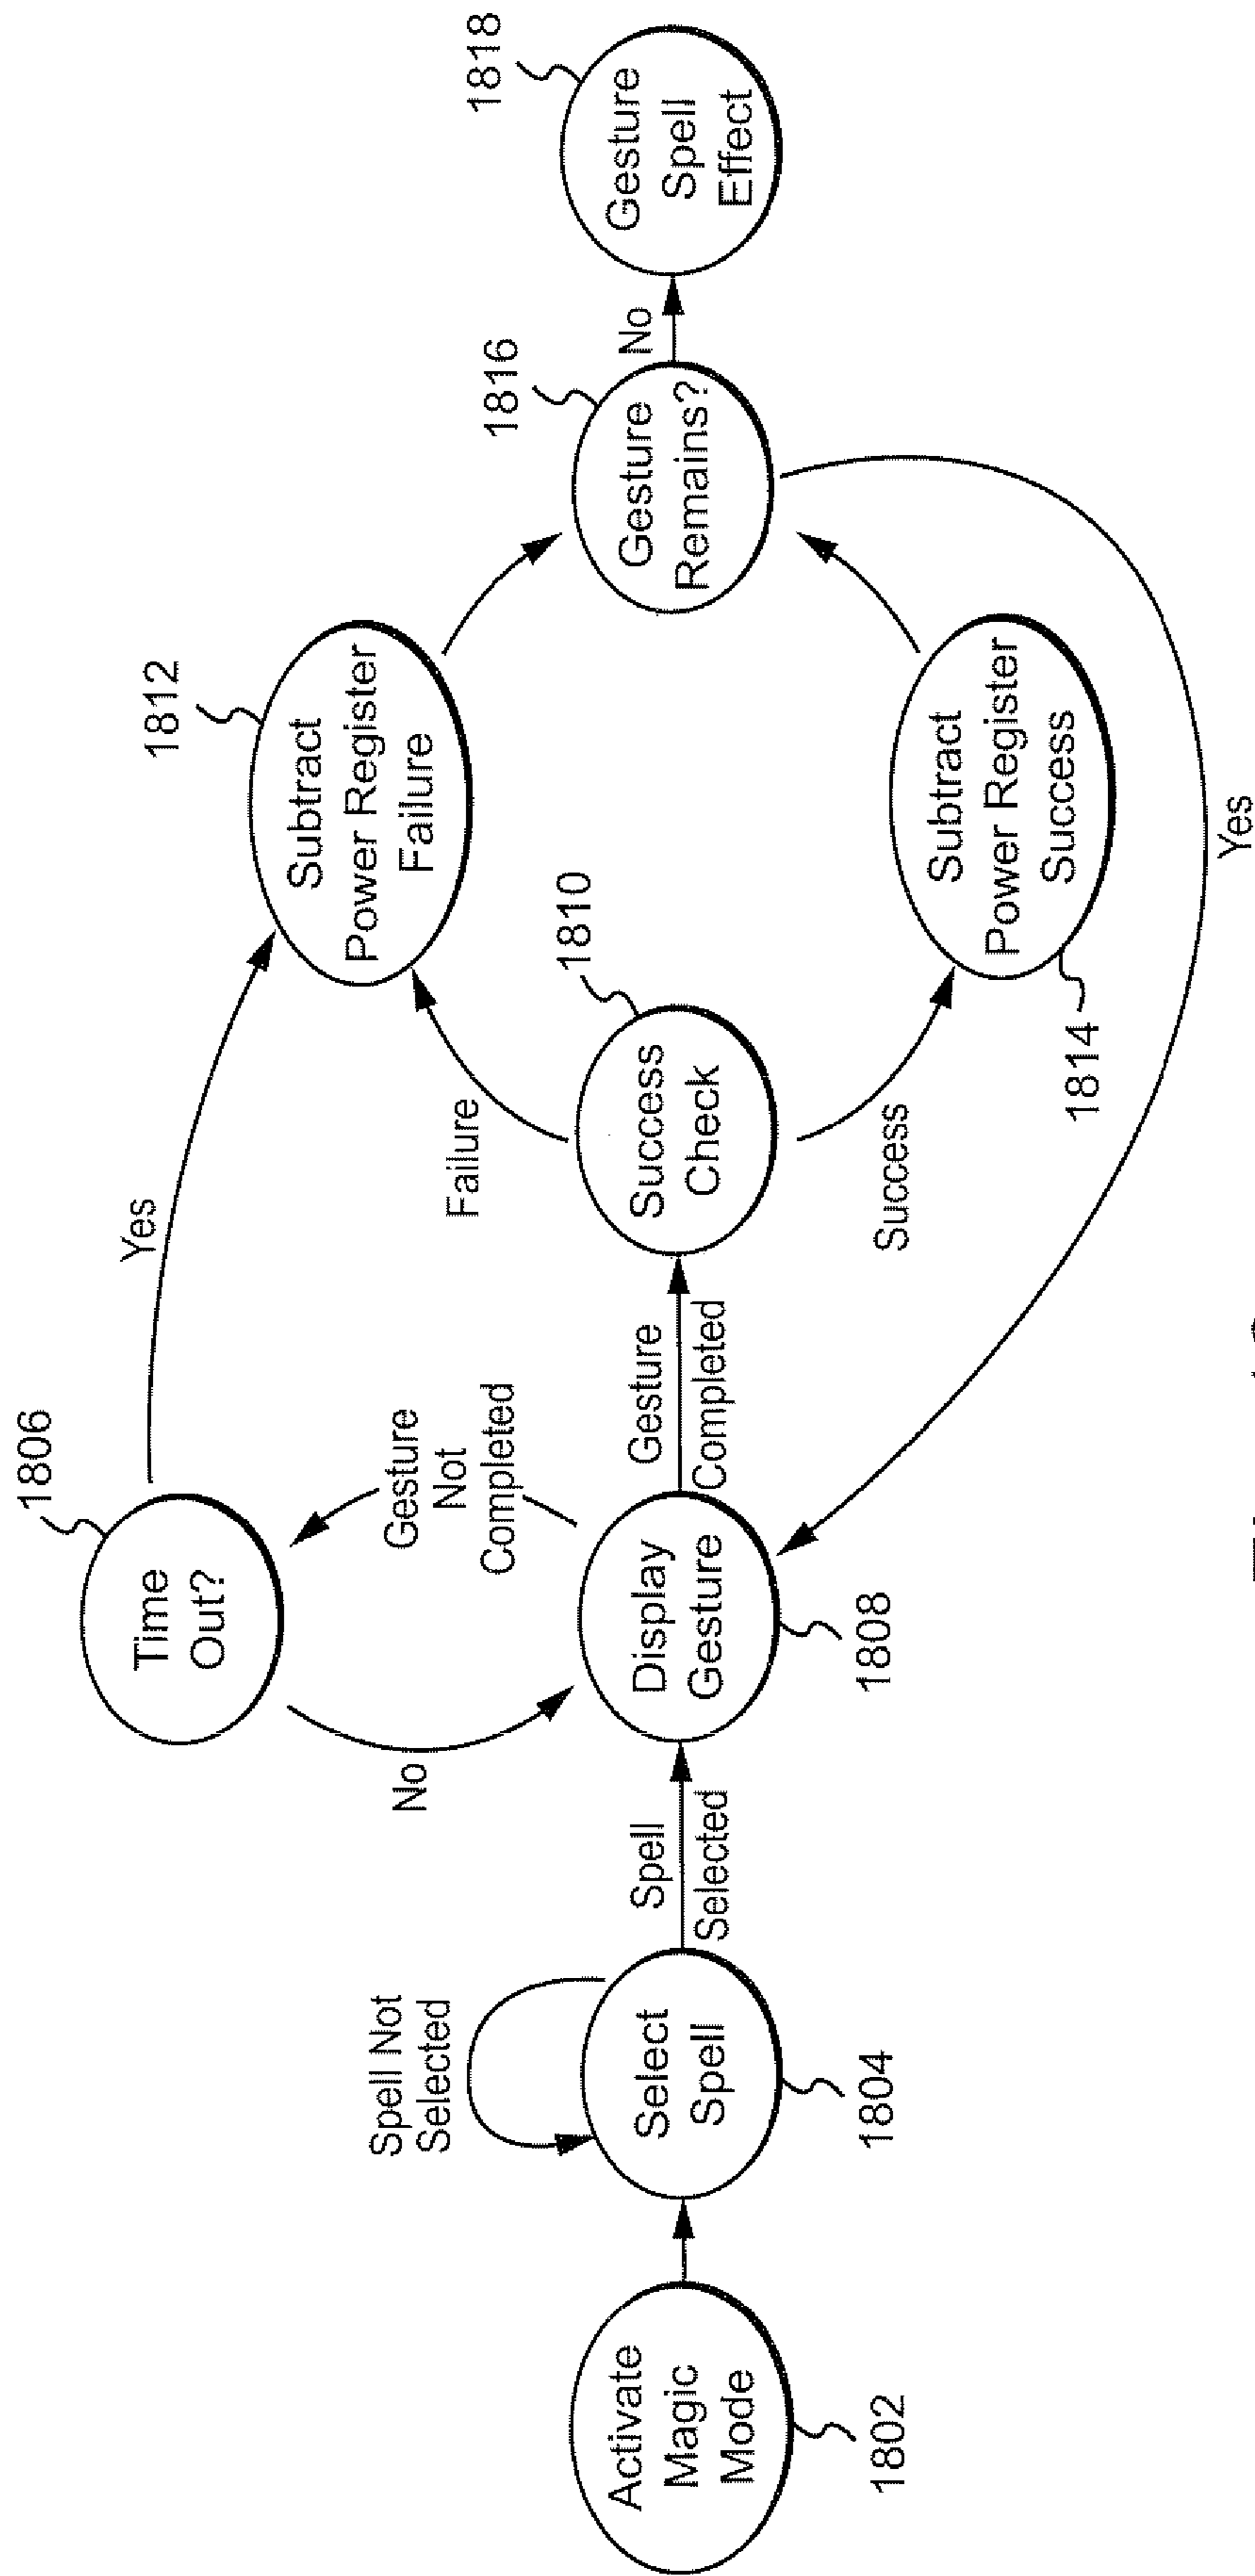 1802
Activate
Magic
Mode
1804
Select
Spell
Spell Not
Selected
Spell
Selected
1806
Time
Out?
No
Yes
Gesture
Not
Completed
1808
Display
Gesture
Gesture
Completed
1810
Success
Check
Failure
Success
1812
Subtract
Power Register
Failure
1814
Subtract
Power Register
Success
1816
Gesture
Remains?
Yes
No
1818
Gesture
Spell
Effect